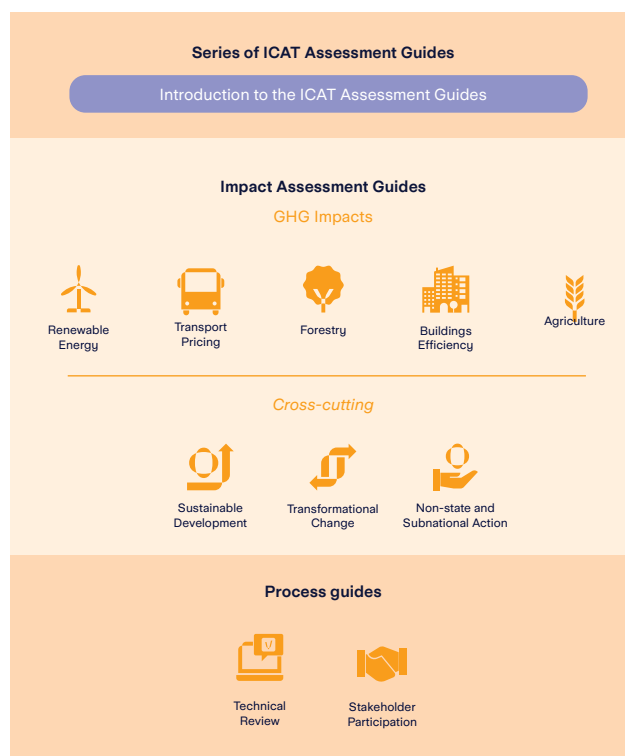 Series of ICAT Assessment Guides
Introduction to the ICAT Assessment Guides
Impact Assessment Guides
GHG Impacts
Renewable
Energy
Transport
Pricing
Forestry
Buildings
Efficiency
Agriculture
Cross-cutting
Sustainable
Development
Transformational
Change
Non-state and
Subnational Action
Process guides
Technical
Review
Stakeholder
Participation